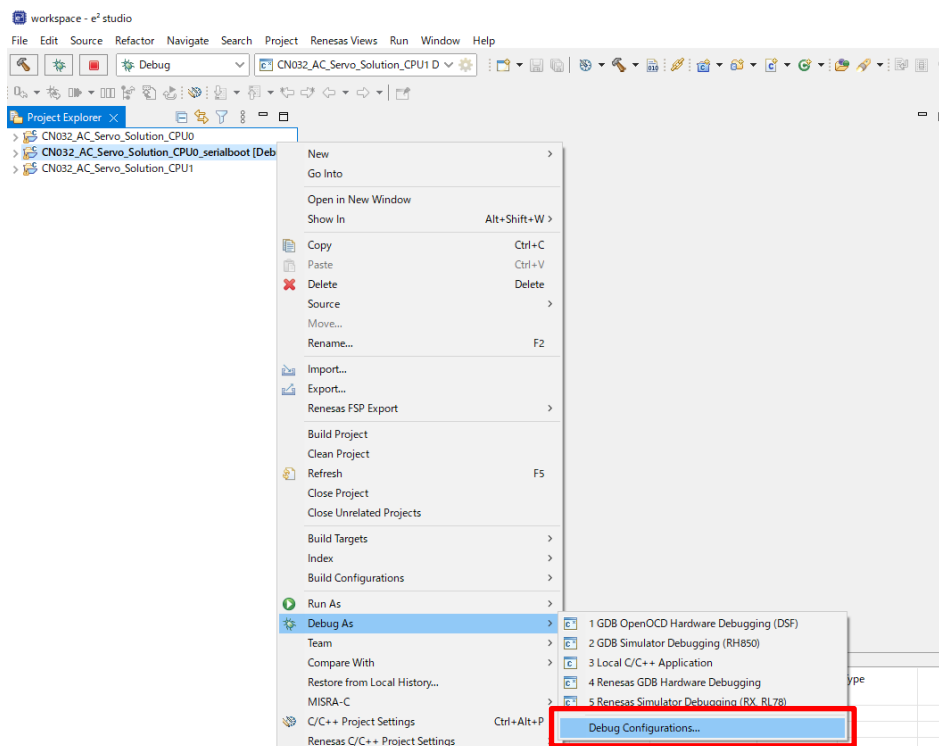 workspace - e² studio
File Edit Source Refactor Navigate Search Project Renesas Views Run Window Help
Debug CN032_AC_Servo_Solution_CPU1 D
Project Explorer
CN032_AC_Servo_Solution_CPU0
CN032_AC_Servo_Solution_CPU0_serialboot [Deb
CN032_AC_Servo_Solution_CPU1
New
Go Into
Open in New Window
Show In Alt+Shift+W
Copy Ctrl+C
Paste Ctrl+V
Delete Delete
Source
Move...
Rename... F2
Import...
Export...
Renesas FSP Export
Build Project
Clean Project
Refresh F5
Close Project
Close Unrelated Projects
Build Targets
Index
Build Configurations
Run As
Debug As
Team
Compare With
Restore from Local History...
MISRA-C
C/C++ Project Settings Ctrl+Alt+P
Renesas C/C++ Project Settings
1 GDB OpenOCD Hardware Debugging (DSF)
2 GDB Simulator Debugging (RH850)
3 Local C/C++ Application
4 Renesas GDB Hardware Debugging
5 Renesas Simulator Debugging (RX, RL78)
Debug Configurations...
ype